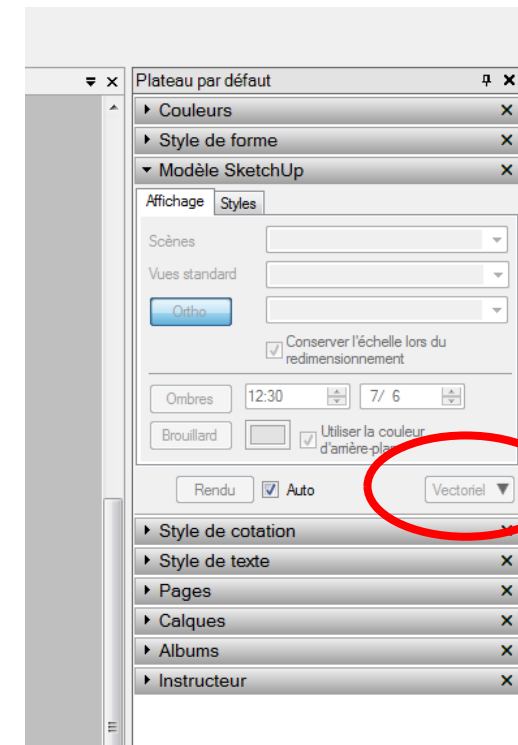 Plateau par défaut
Couleurs
Style de forme
Modèle SketchUp
Affichage Styles
Scènes
Vues standard
Ortho
Conserver l'échelle lors du
redimensionnement
Ombres 12:30 7/ 6
Brouillard Utiliser la couleur
d'arrière-plan
Rendu Auto Vectoriel
Style de cotation
Style de texte
Pages
Calques
Albums
Instructeur